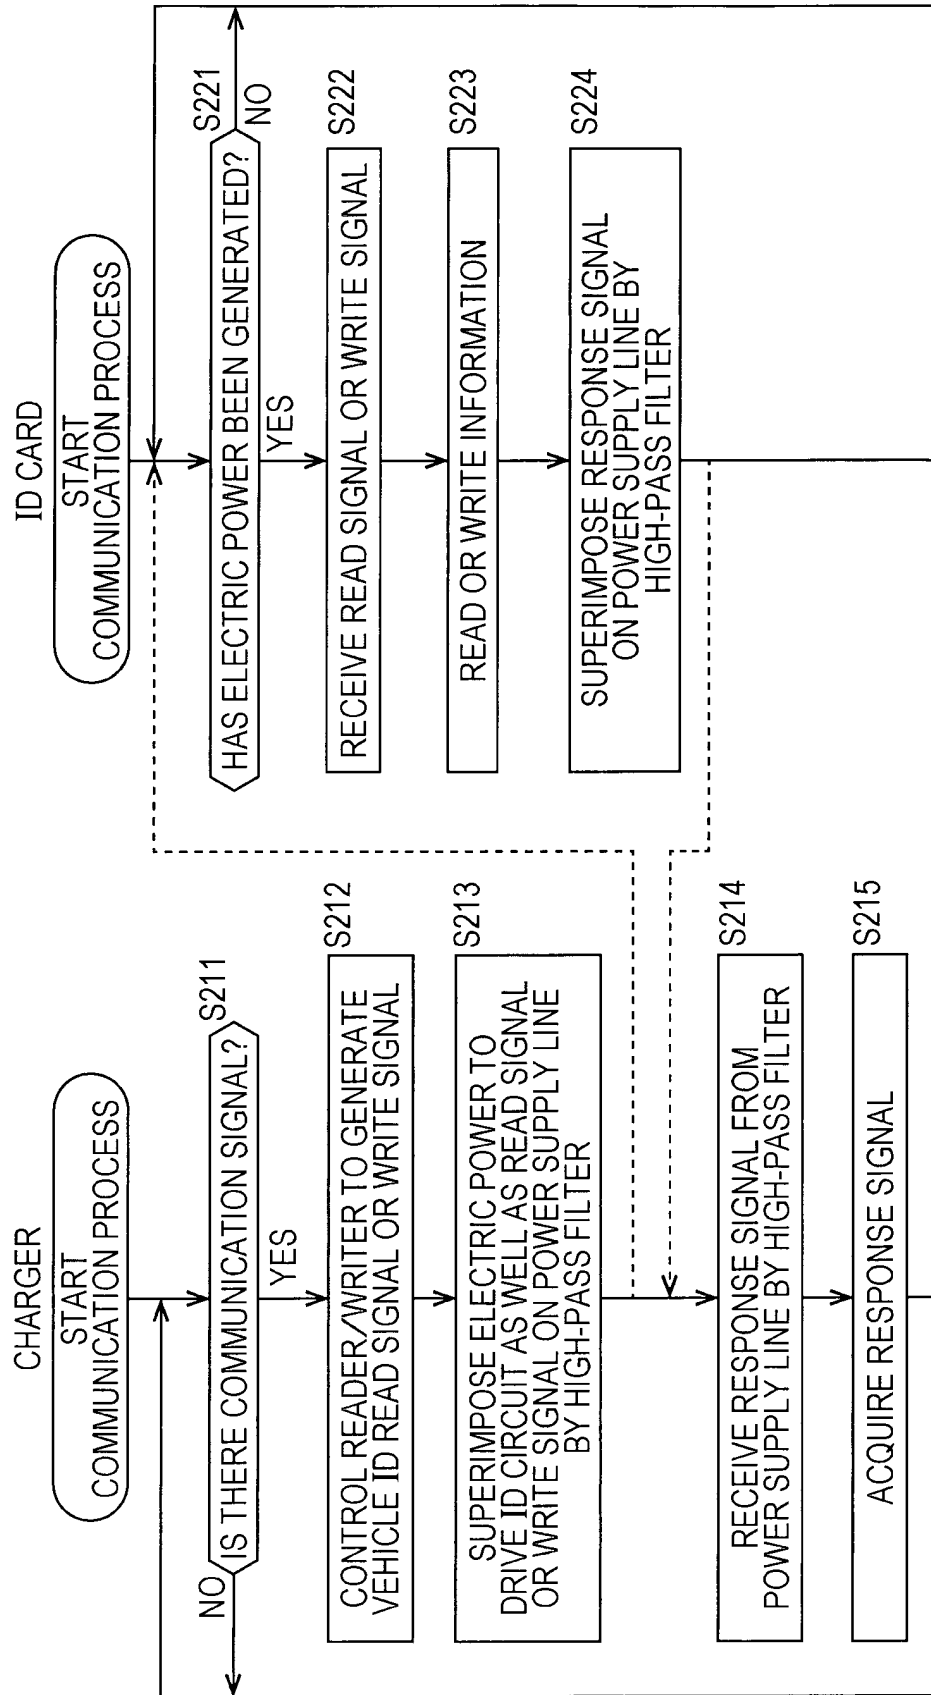 CHARGER
START
COMMUNICATION PROCESS
IS THERE COMMUNICATION SIGNAL?
S211
NO
YES
CONTROL READER/WRITER TO GENERATE
VEHICLE ID READ SIGNAL OR WRITE SIGNAL
S212
SUPERIMPOSE ELECTRIC POWER TO
DRIVE ID CIRCUIT AS WELL AS READ SIGNAL
OR WRITE SIGNAL ON POWER SUPPLY LINE
BY HIGH-PASS FILTER
S213
RECEIVE RESPONSE SIGNAL FROM
POWER SUPPLY LINE BY HIGH-PASS FILTER
S214
ACQUIRE RESPONSE SIGNAL
S215
ID CARD
START
COMMUNICATION PROCESS
HAS ELECTRIC POWER BEEN GENERATED?
S221
NO
YES
RECEIVE READ SIGNAL OR WRITE SIGNAL
S222
READ OR WRITE INFORMATION
S223
SUPERIMPOSE RESPONSE SIGNAL
ON POWER SUPPLY LINE BY
HIGH-PASS FILTER
S224